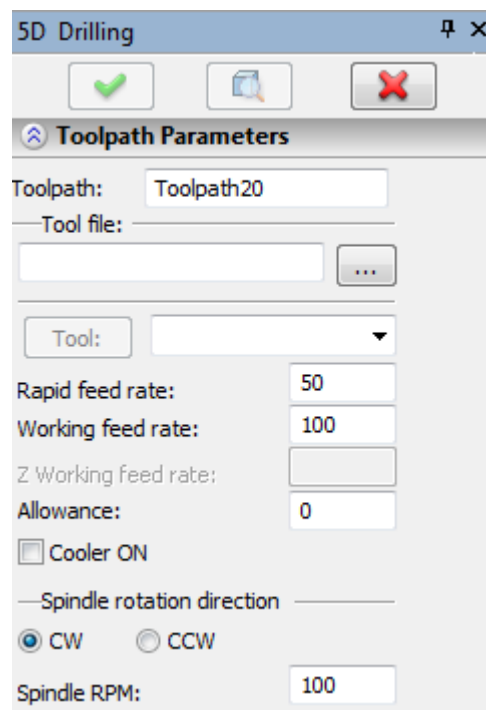 5D Drilling
Toolpath Parameters
Toolpath: Toolpath20
Tool file:
...
Tool:
Rapid feed rate: 50
Working feed rate: 100
Z Working feed rate:
Allowance: 0
Cooler ON
Spindle rotation direction
CW CCW
Spindle RPM: 100